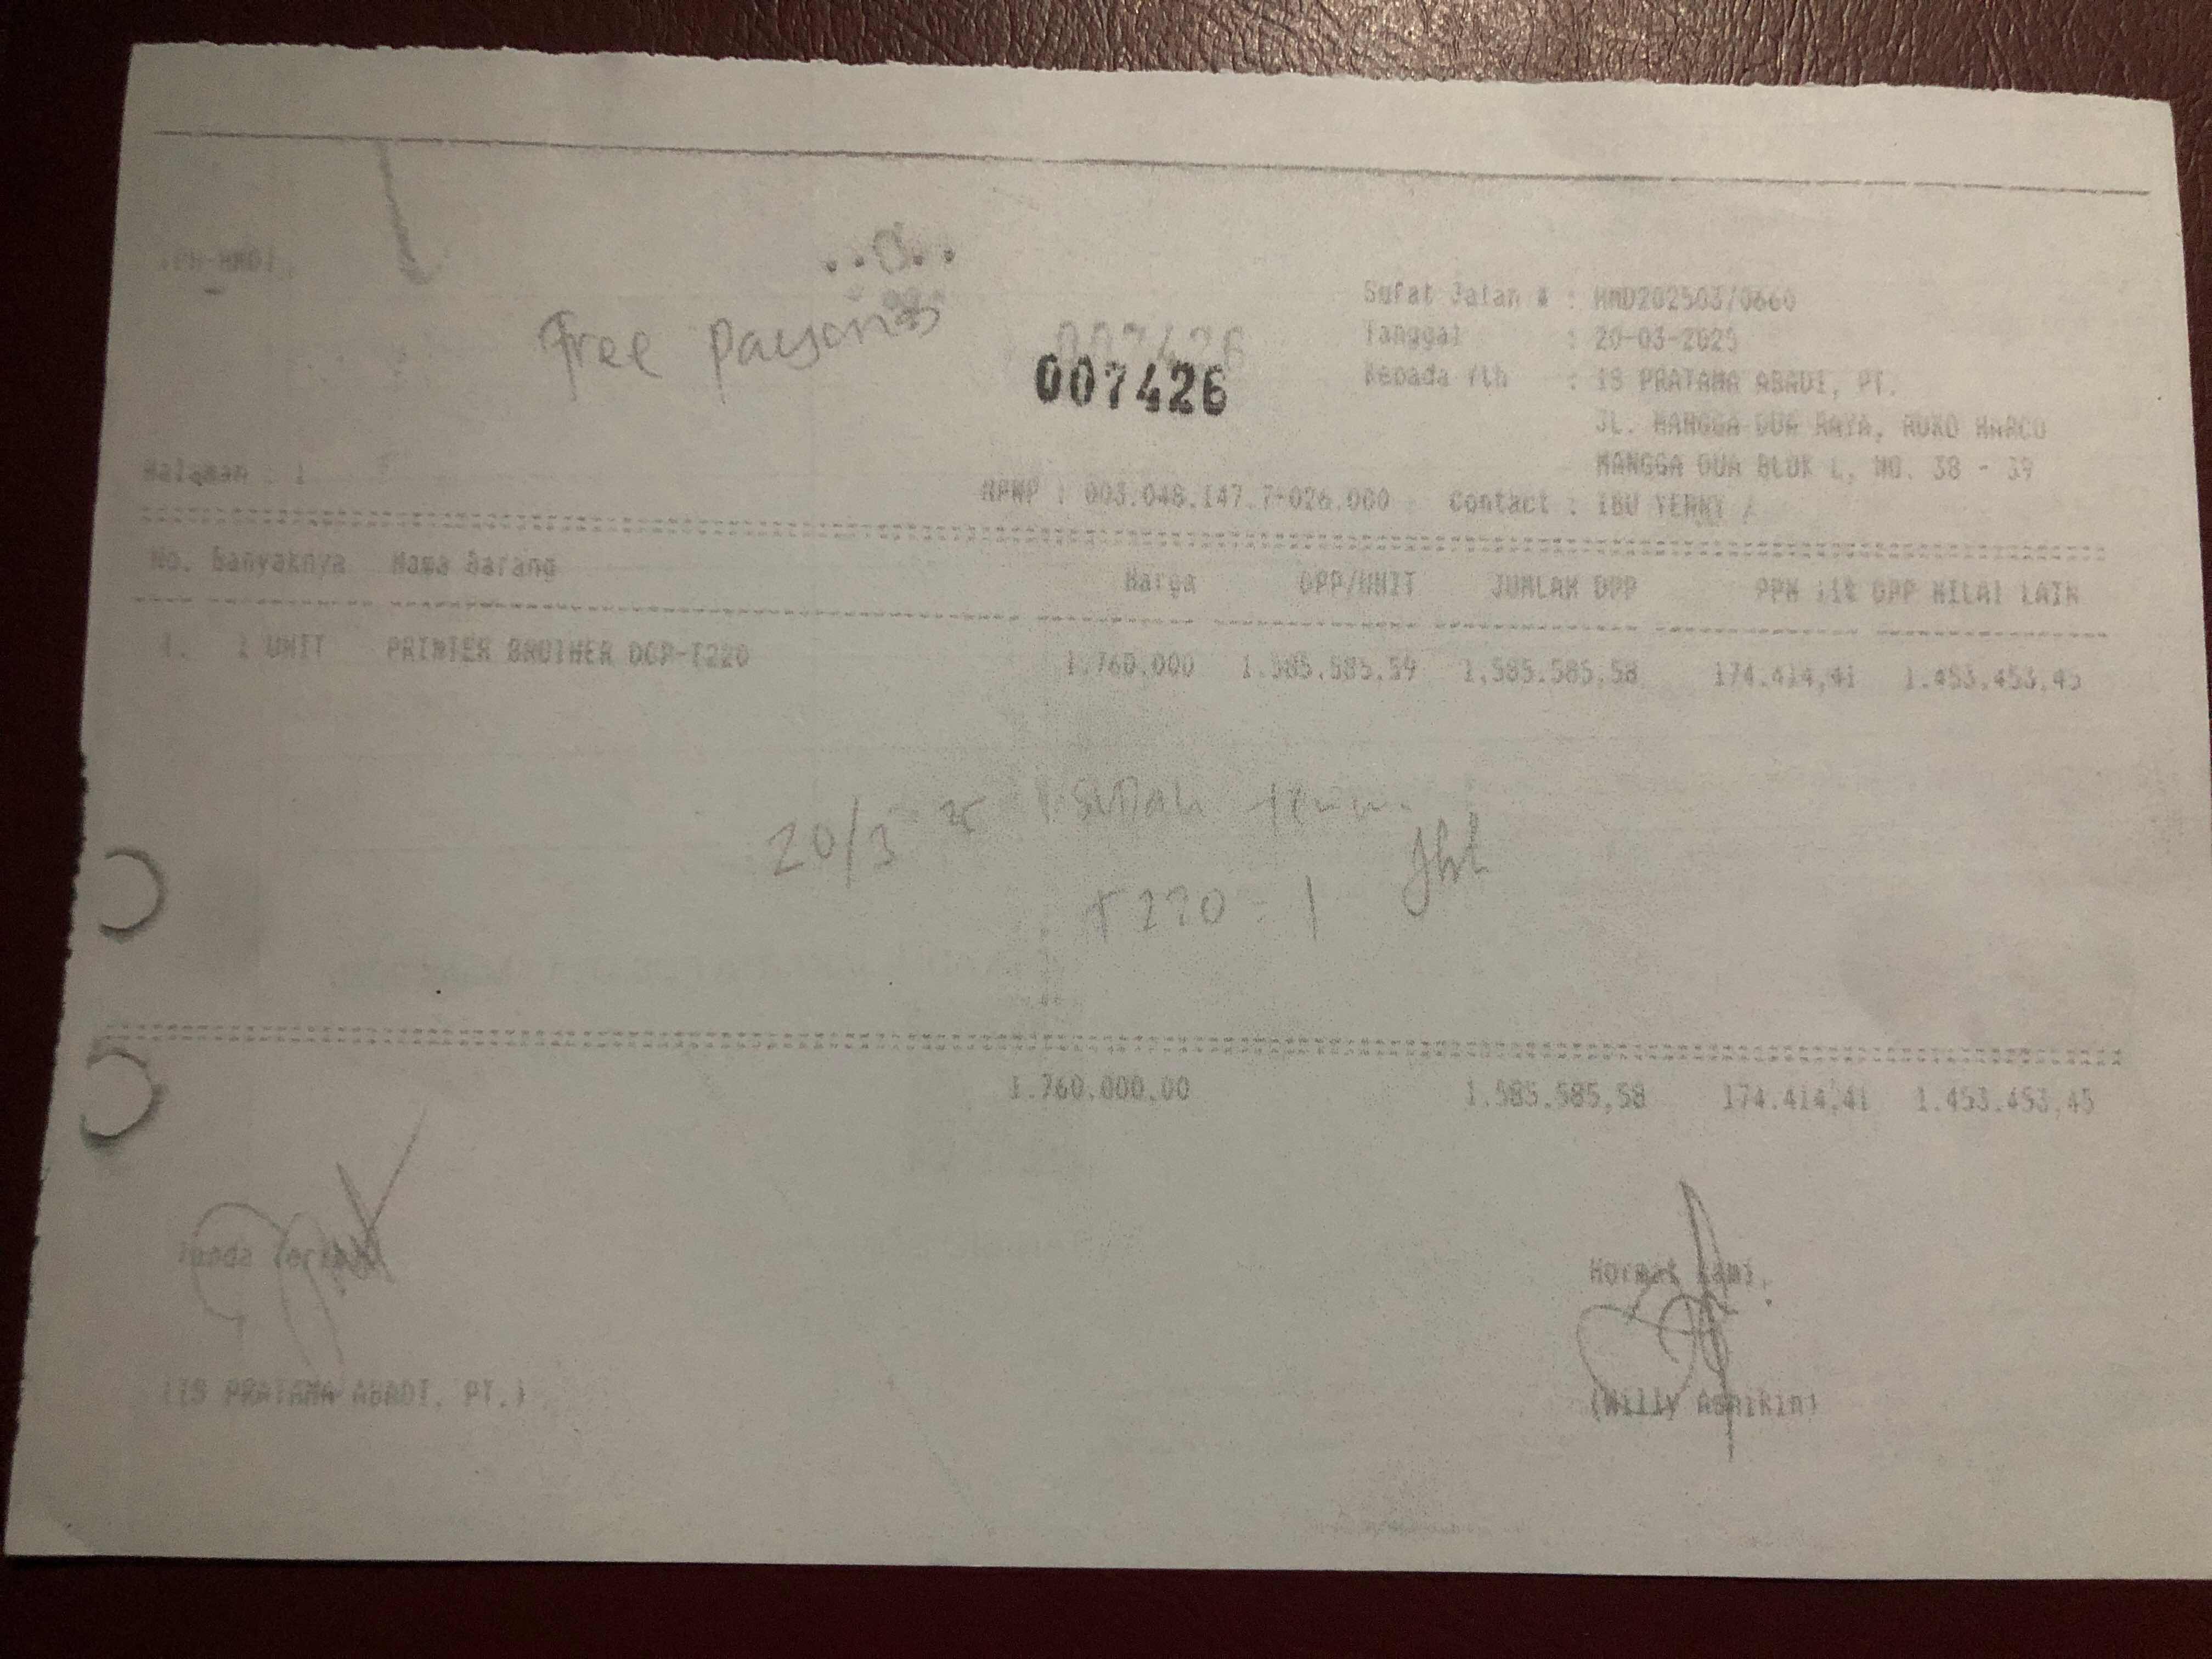 Surat Jalan # : HMD202503/0660
007426
Tanggal : 20-03-2025
Free
007426
Kepada Yth : IS PRATAMA ABADI, PT.
JL. MANGGA DUA RAYA, RUKO HARCO
MANGGA DUA BLOK L, NO. 38 - 39
Halaman : 1
NPWP : 003.048.147.7-026.000 Contact : IBU YENNY /
No. Banyaknya Nama Barang Harga DPP/UNIT JUMLAH DPP PPN 11% DPP NILAI LAIN
1. 1 UNIT PRINTER BROTHER DCP-T220 1.760.000 1.585.585,59 1.585.585,58 174.414,41 1.453.453,45
20/3 25 sudah
T220 = 1
1.760.000,00 1.585.585,58 174.414,41 1.453.453,45
Tanda Terima Hormat Kami,
(IS PRATAMA ABADI, PT.) (Willy Asnikin)